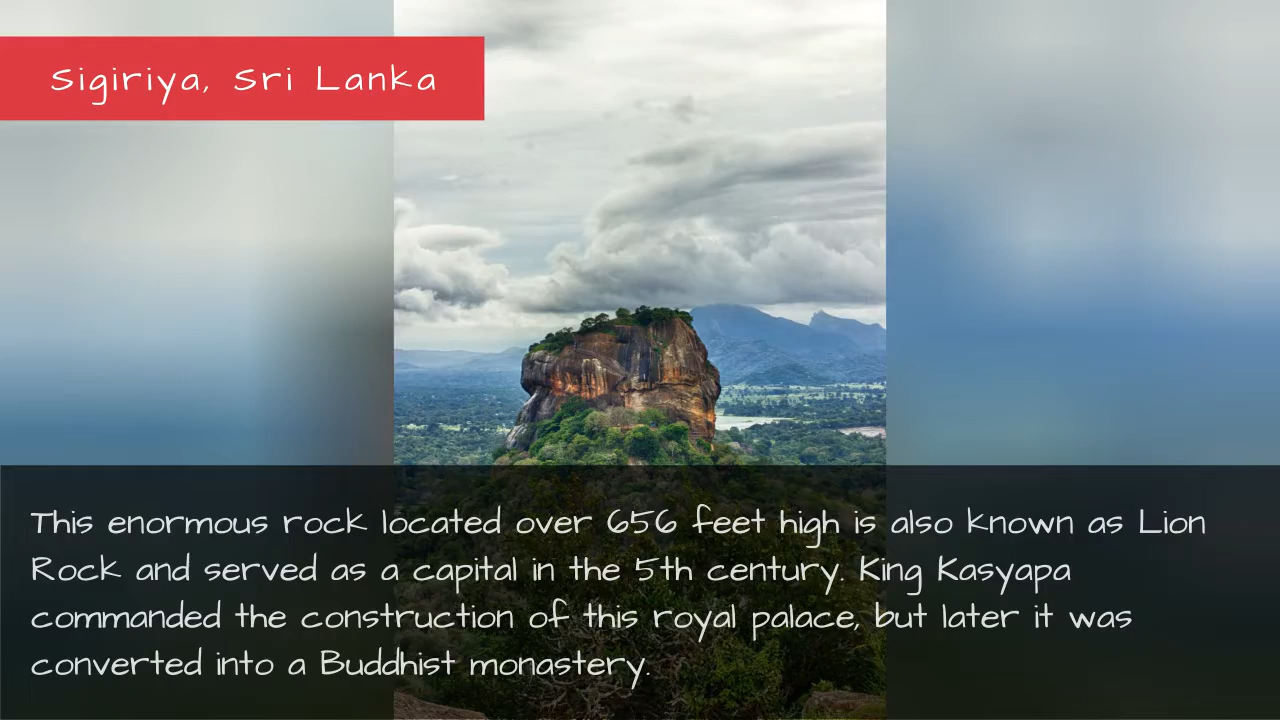 Sigiriya, Sri Lanka
This enormous rock located over 656 feet high is also known as Lion
Rock and served as a capital in the 5th century. King Kasyapa
commanded the construction of this royal palace, but later it was
converted into a Buddhist monastery.